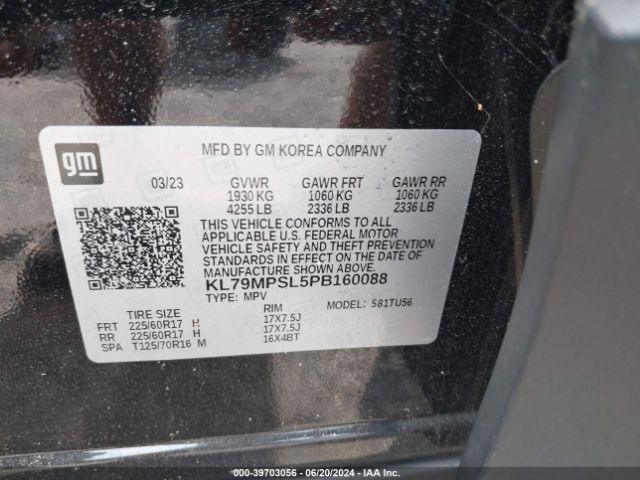 gm
MFD BY GM KOREA COMPANY
03/23 GVWR GAWR FRT GAWR RR
1930 KG 1060 KG 1060 KG
4255 LB 2336 LB 2336 LB
THIS VEHICLE CONFORMS TO ALL
APPLICABLE U.S. FEDERAL MOTOR
VEHICLE SAFETY AND THEFT PREVENTION
STANDARDS IN EFFECT ON THE DATE OF
MANUFACTURE SHOWN ABOVE.
KL79MPSL5PB160088
TYPE: MPV MODEL: 581TU56
TIRE SIZE RIM
FRT 225/60R17 H 17X7.5J
RR 225/60R17 H 17X7.5J
SPA T125/70R16 M 16X4BT
000-39703056 - 06/20/2024 - IAA Inc.